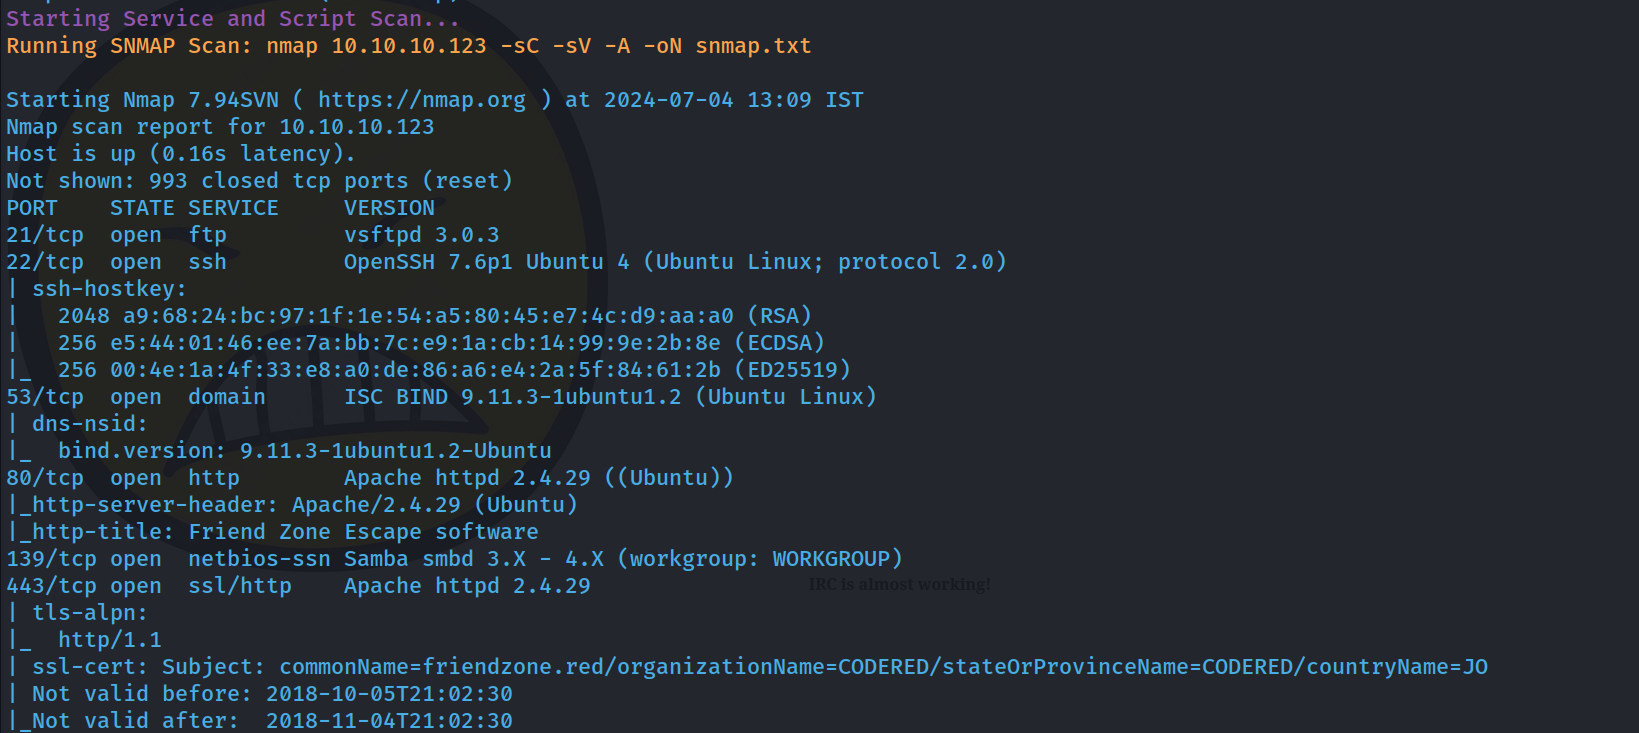 Starting Service and Script Scan...
Running SNMAP Scan: nmap 10.10.10.123 -sC -sV -A -oN snmap.txt
Starting Nmap 7.94SVN ( https://nmap.org ) at 2024-07-04 13:09 IST
Nmap scan report for 10.10.10.123
Host is up (0.16s latency).
Not shown: 993 closed tcp ports (reset)
PORT    STATE SERVICE     VERSION
21/tcp  open  ftp         vsftpd 3.0.3
22/tcp  open  ssh         OpenSSH 7.6p1 Ubuntu 4 (Ubuntu Linux; protocol 2.0)
| ssh-hostkey:
|   2048 a9:68:24:bc:97:1f:1e:54:a5:80:45:e7:4c:d9:aa:a0 (RSA)
|   256 e5:44:01:46:ee:7a:bb:7c:e9:1a:cb:14:99:9e:2b:8e (ECDSA)
|_  256 00:4e:1a:4f:33:e8:a0:de:86:a6:e4:2a:5f:84:61:2b (ED25519)
53/tcp  open  domain      ISC BIND 9.11.3-1ubuntu1.2 (Ubuntu Linux)
| dns-nsid:
|_  bind.version: 9.11.3-1ubuntu1.2-Ubuntu
80/tcp  open  http        Apache httpd 2.4.29 ((Ubuntu))
|_http-server-header: Apache/2.4.29 (Ubuntu)
|_http-title: Friend Zone Escape software
139/tcp open  netbios-ssn Samba smbd 3.X - 4.X (workgroup: WORKGROUP)
443/tcp open  ssl/http    Apache httpd 2.4.29
IRC is almost working!
| tls-alpn:
|_  http/1.1
| ssl-cert: Subject: commonName=friendzone.red/organizationName=CODERED/stateOrProvinceName=CODERED/countryName=JO
| Not valid before: 2018-10-05T21:02:30
|_Not valid after:  2018-11-04T21:02:30